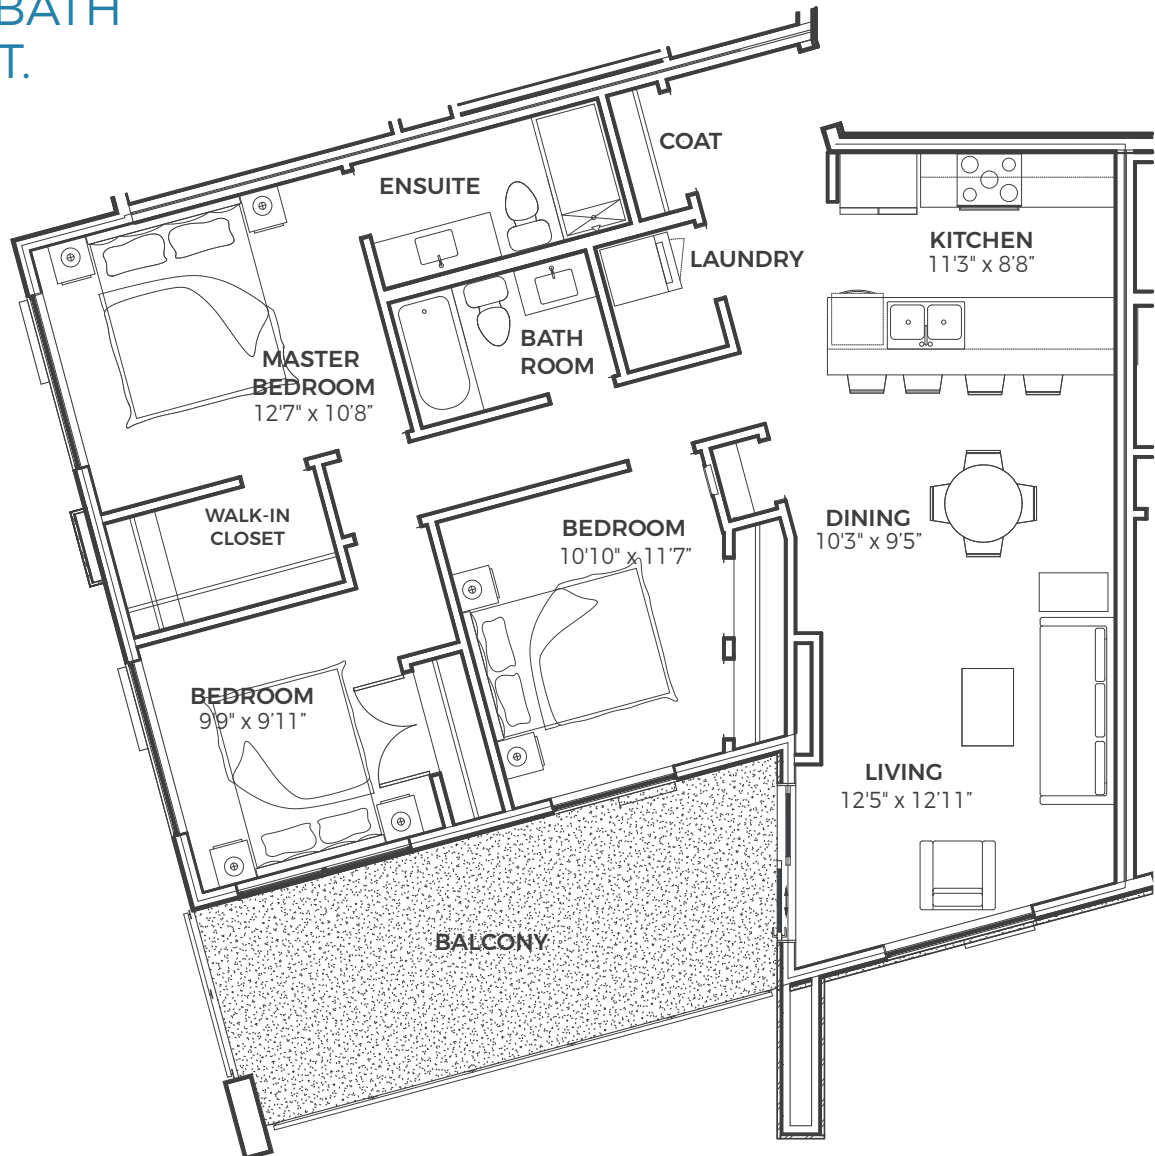 BATH
T.
COAT
ENSUITE
KITCHEN
11'3" x 8'8"
LAUNDRY
BATH
ROOM
MASTER
BEDROOM
12'7" x 10'8"
WALK-IN
CLOSET
BEDROOM
10'10" x 11'7"
DINING
10'3" x 9'5"
BEDROOM
9'9" x 9'11"
LIVING
12'5" x 12'11"
BALCONY